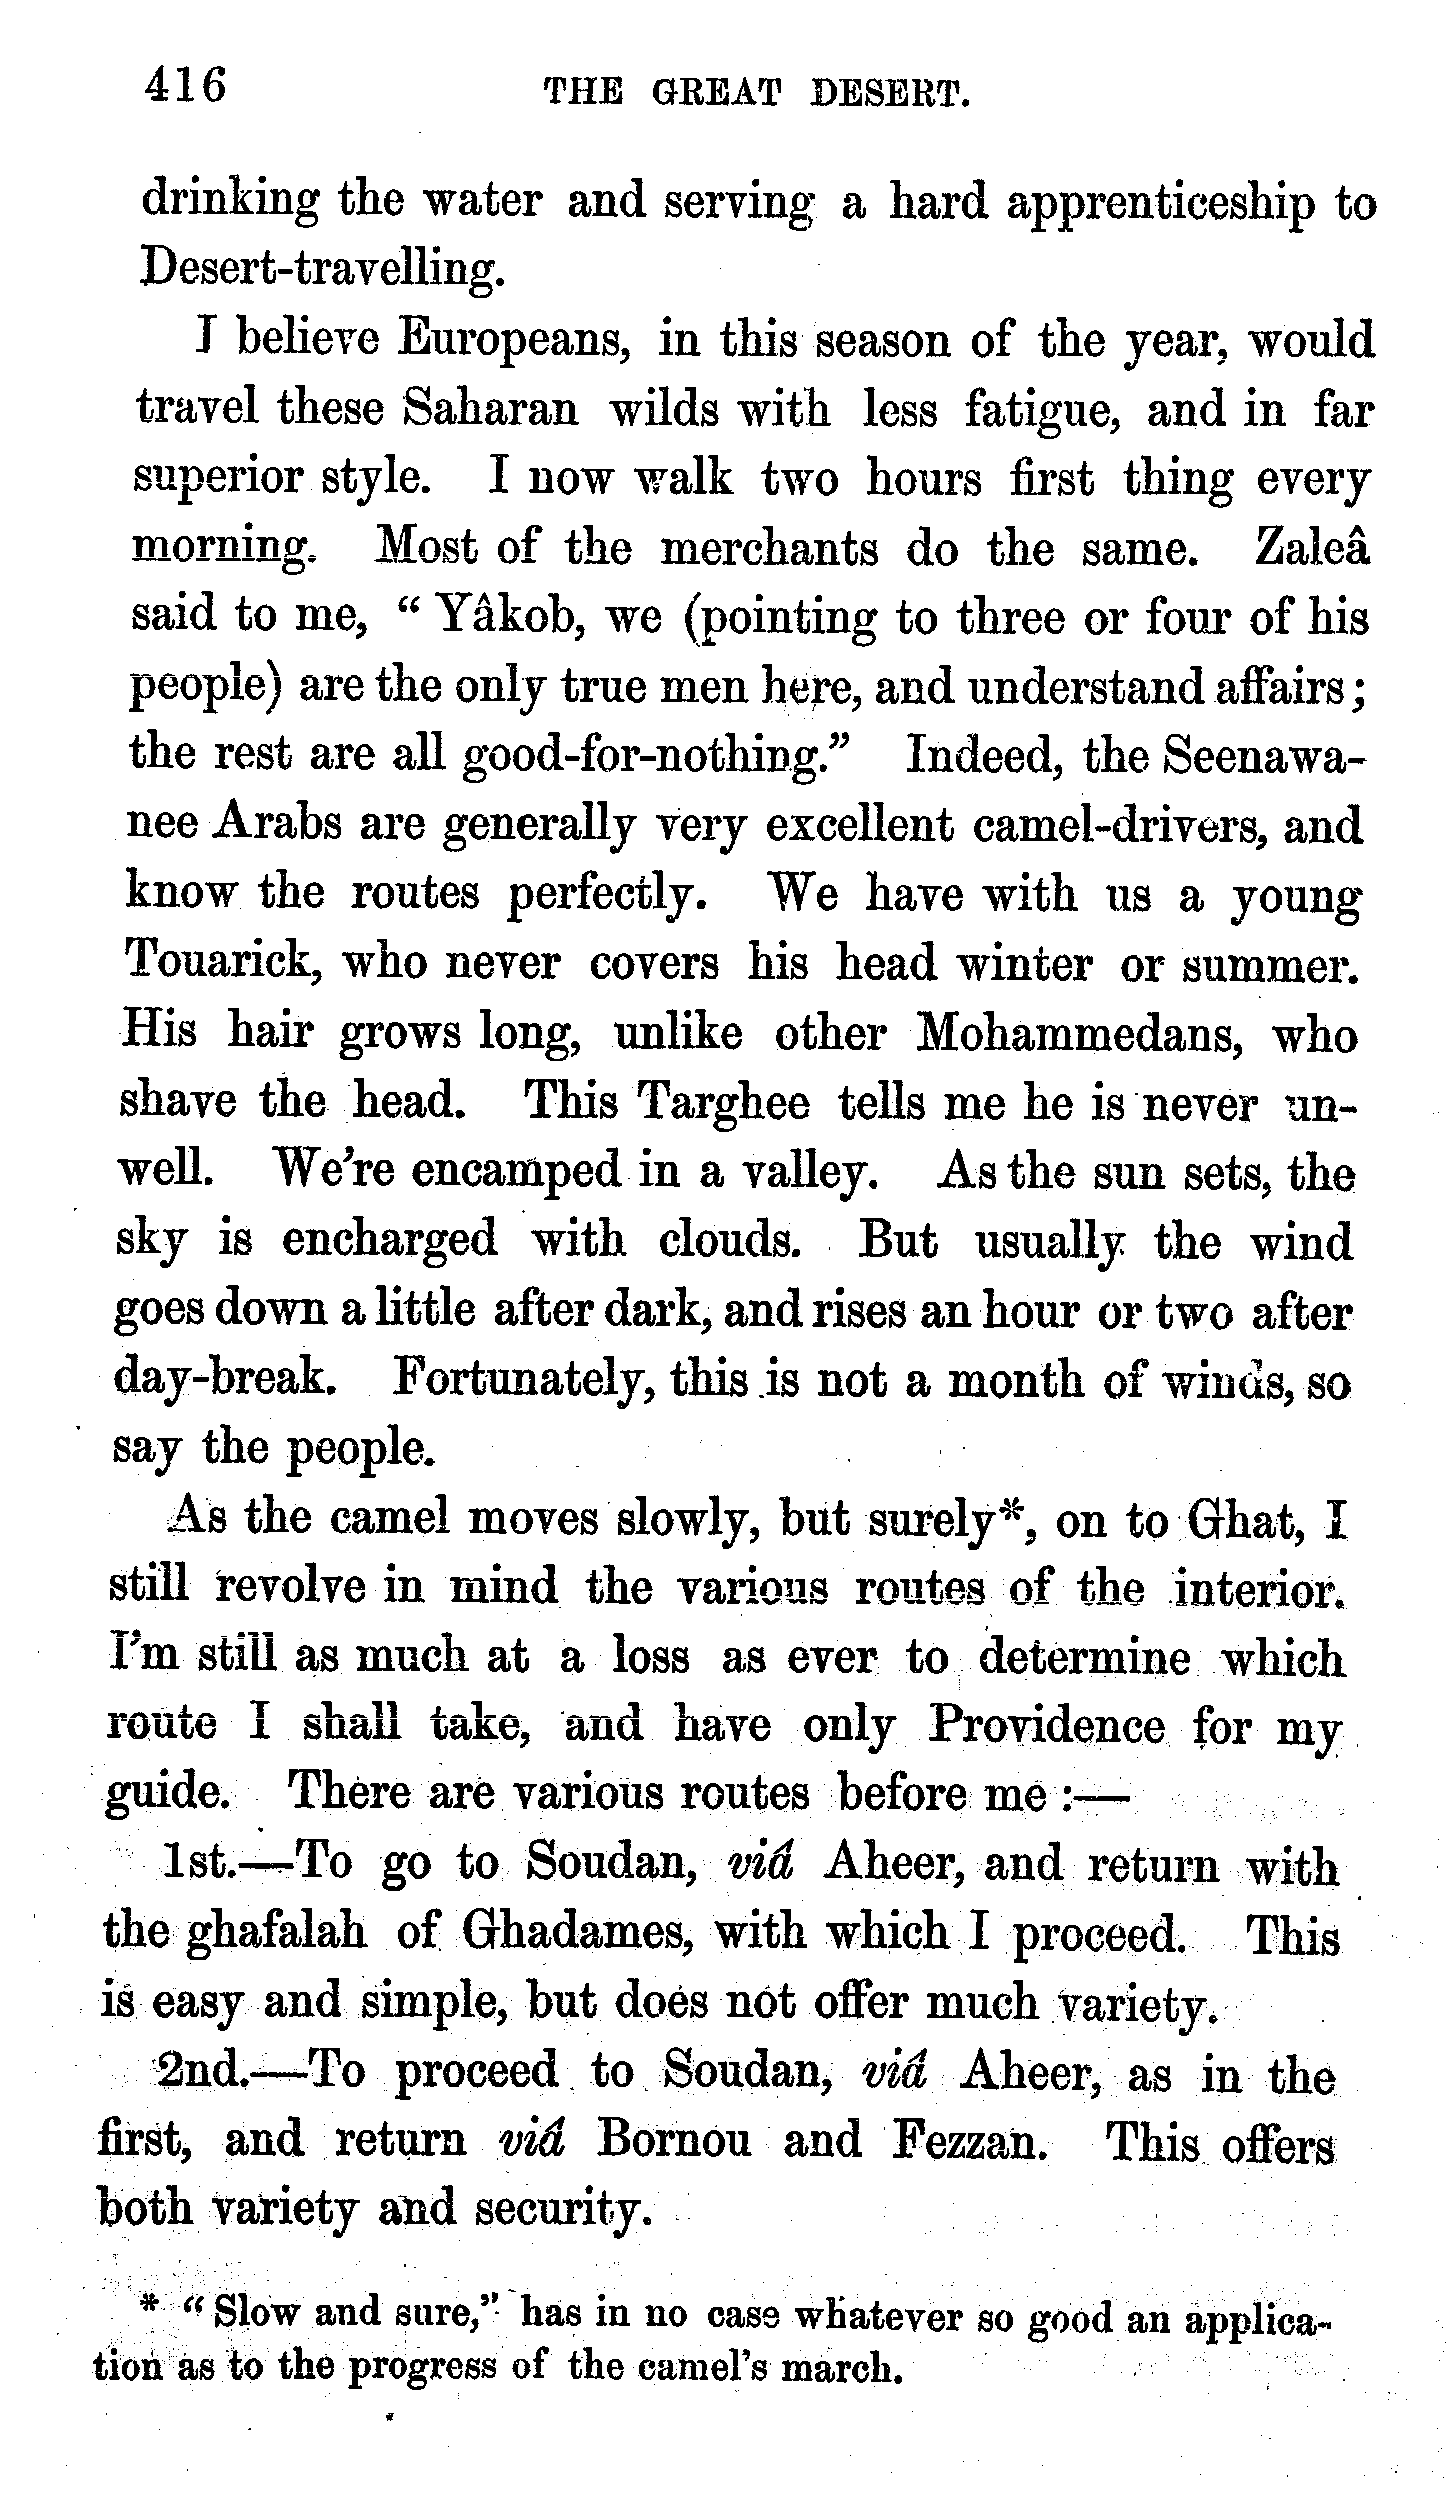 416 THE GREAT DESERT.
drinking the water and serving a hard apprenticeship to
Desert-travelling.
I believe Europeans, in this season of the year, would
travel these Saharan wilds with less fatigue, and in far
superior style. I now walk two hours first thing every
morning. Most of the merchants do the same. Zaleâ
said to me, “ Yâkob, we (pointing to three or four of his
people) are the only true men here, and understand affairs;
the rest are all good-for-nothing.” Indeed, the Seenawa-
nee Arabs are generally very excellent camel-drivers, and
know the routes perfectly. We have with us a young
Touarick, who never covers his head winter or summer.
His hair grows long, unlike other Mohammedans, who
shave the head. This Targhee tells me he is never un-
well. We're encamped in a valley. As the sun sets, the
sky is encharged with clouds. But usually the wind
goes down a little after dark, and rises an hour or two after
day-break. Fortunately, this is not a month of winds, so
say the people.
As the camel moves slowly, but surely*, on to Ghat, I
still revolve in mind the various routes of the interior.
I'm still as much at a loss as ever to determine which
route I shall take, and have only Providence for my
guide. There are various routes before me :—
1st.—To go to Soudan, viâ Aheer, and return with
the ghafalah of Ghadames, with which I proceed. This
is easy and simple, but does not offer much variety.
2nd.—To proceed to Soudan, viâ Aheer, as in the
first, and return viâ Bornou and Fezzan. This offers
both variety and security.
* “ Slow and sure,” has in no case whatever so good an applica-
tion as to the progress of the camel's march.